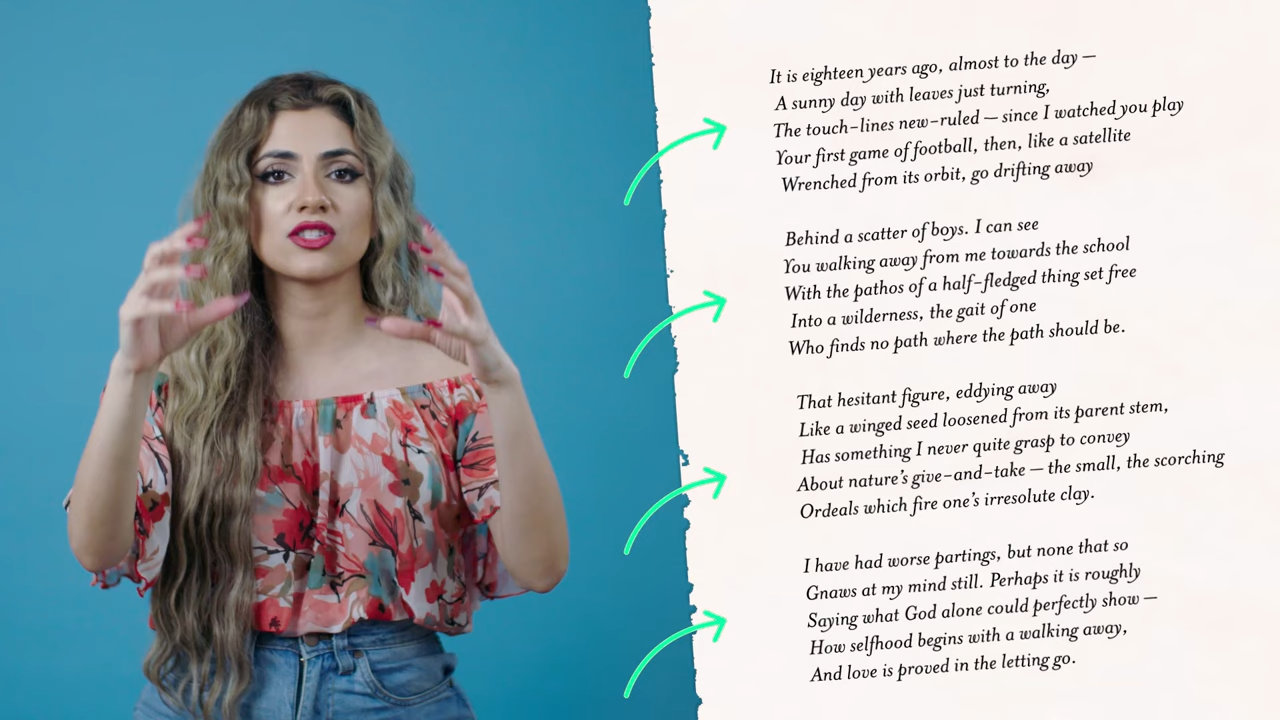 It is eighteen years ago, almost to the day –
A sunny day with leaves just turning,
The touch-lines new-ruled – since I watched you play
Your first game of football, then, like a satellite
Wrenched from its orbit, go drifting away
Behind a scatter of boys. I can see
You walking away from me towards the school
With the pathos of a half-fledged thing set free
Into a wilderness, the gait of one
Who finds no path where the path should be.
That hesitant figure, eddying away
Like a winged seed loosened from its parent stem,
Has something I never quite grasp to convey
About nature's give-and-take – the small, the scorching
Ordeals which fire one's irresolute clay.
I have had worse partings, but none that so
Gnaws at my mind still. Perhaps it is roughly
Saying what God alone could perfectly show –
How selfhood begins with a walking away,
And love is proved in the letting go.